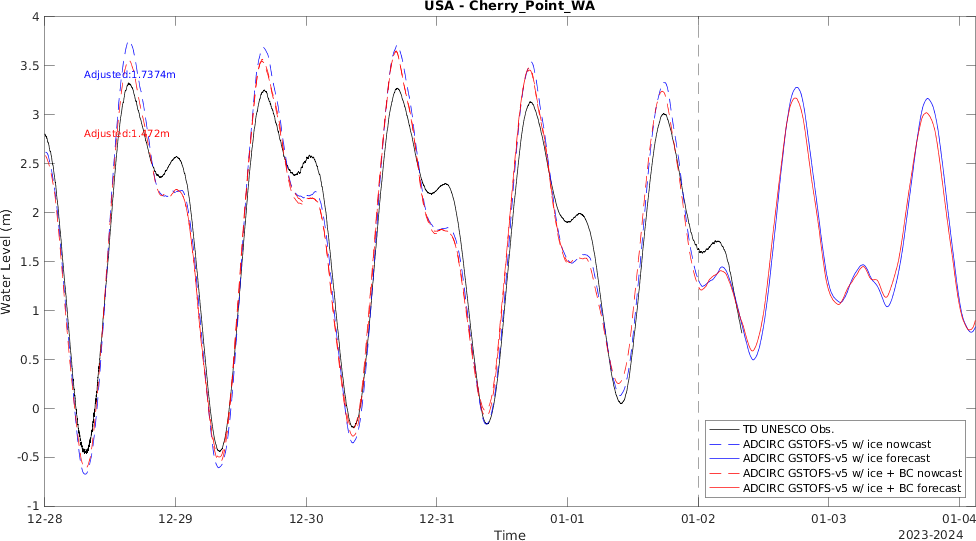 USA - Cherry_Point_WA
4
3.5
3
2.5
2
1.5
1
0.5
0
-0.5
-1
Water Level (m)
Adjusted:1.7374m
Adjusted:1.472m
TD UNESCO Obs.
ADCIRC GSTOFS-v5 w/ ice nowcast
ADCIRC GSTOFS-v5 w/ ice forecast
ADCIRC GSTOFS-v5 w/ ice + BC nowcast
ADCIRC GSTOFS-v5 w/ ice + BC forecast
12-28 12-29 12-30 12-31 01-01 01-02 01-03 01-04
Time
2023-2024